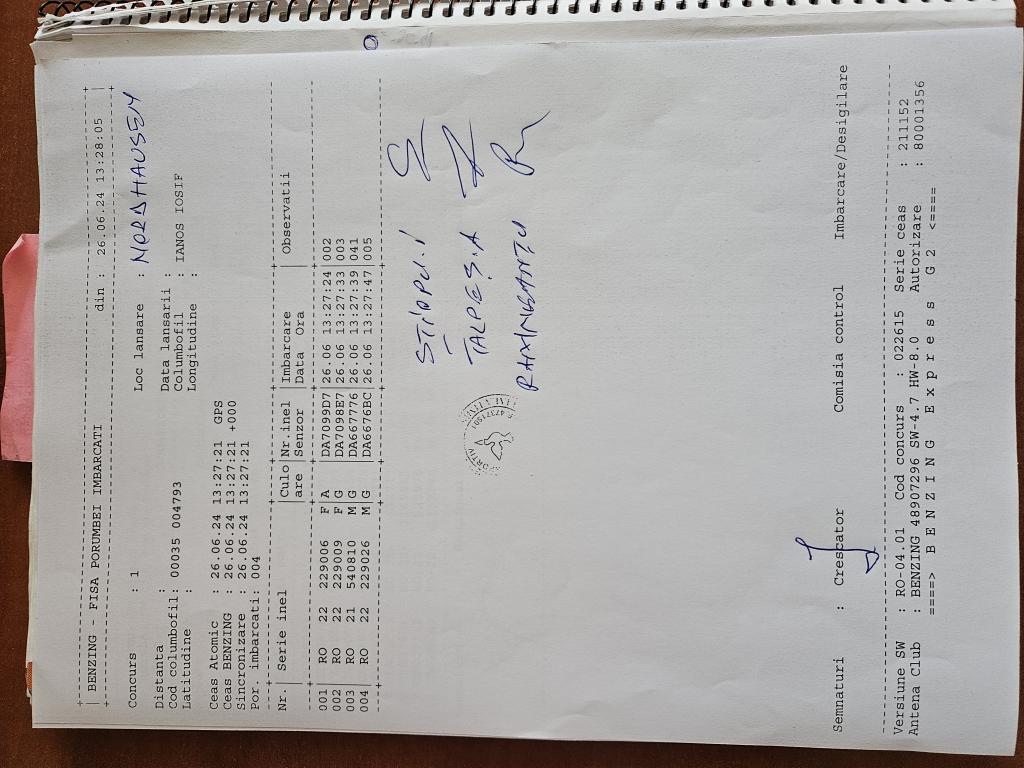 BENZING - FISA PORUMBEI IMBARCATI din : 26.06.24 13:28:05
Concurs : 1 Loc lansare : NORDHAUSEN
Distanta : Data lansarii :
Cod columbofil: 00035 004793 Columbofil : IANOS IOSIF
Latitudine : Longitudine :
Ceas Atomic : 26.06.24 13:27:21 GPS
Ceas BENZING : 26.06.24 13:27:21 +000
Sincronizare : 26.06.24 13:27:21
Por. imbarcati: 004
Nr. | Serie inel |Culo|Nr.inel |Imbarcare | Observatii
|are |Senzor |Data Ora |
001 | RO 22 229006 F|A |DA7099D7|26.06 13:27:24|002
002 | RO 22 229009 F|G |DA7098E7|26.06 13:27:33|003
003 | RO 21 540810 M|G |DA667776|26.06 13:27:39|041
004 | RO 22 229026 M|G |DA6676BC|26.06 13:27:47|005
TALPES.A
Semnaturi : Crescator Comisia control Imbarcare/Desigilare
Versiune SW : RO-04.01 Cod concurs : 022615 Serie ceas : 211152
Antena Club : BENZING 48907296 SW-4.7 HW-8.0 Autorizare : 80001356
====> B E N Z I N G E x p r e s s G 2 <====